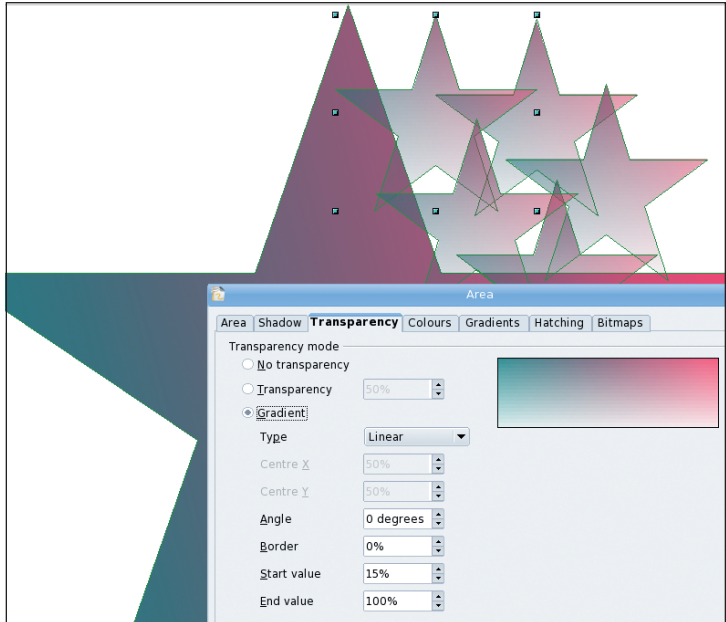 Area
Area Shadow Transparency Colours Gradients Hatching Bitmaps
Transparency mode
No transparency
Transparency 50%
Gradient
Type Linear
Centre X 50%
Centre Y 50%
Angle 0 degrees
Border 0%
Start value 15%
End value 100%